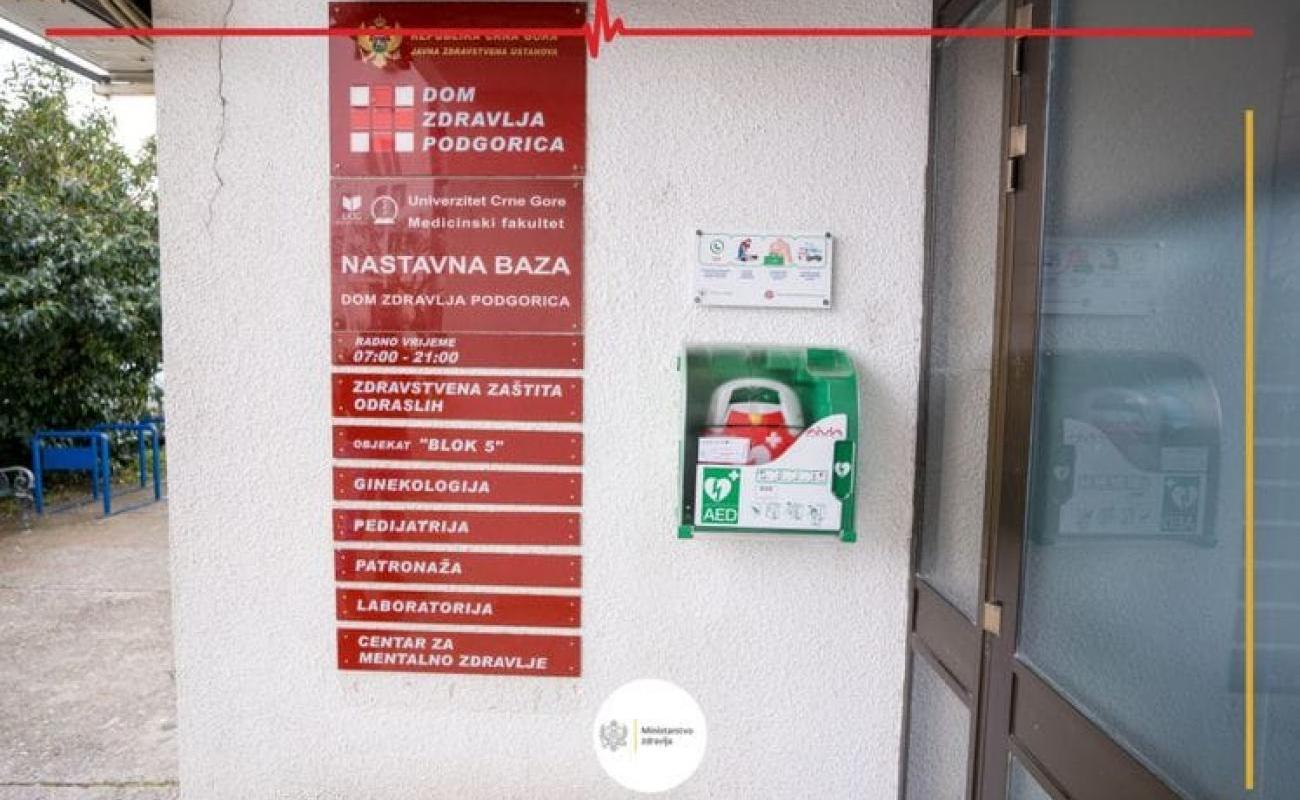 REPUBLIKA CRNA GORA
JAVNA ZDRAVSTVENA USTANOVA
DOM
ZDRAVLJA
PODGORICA
UCG
Univerzitet Crne Gore
Medicinski fakultet
NASTAVNA BAZA
DOM ZDRAVLJA PODGORICA
RADNO VRIJEME
07:00 - 21:00
ZDRAVSTVENA ZAŠTITA
ODRASLIH
OBJEKAT "BLOK 5"
GINEKOLOGIJA
PEDIJATRIJA
PATRONAŽA
LABORATORIJA
CENTAR ZA
MENTALNO ZDRAVLJE
AED
Ministarstvo
zdravlja